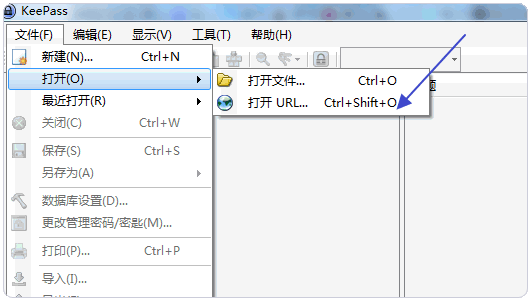 KeePass
文件(F) 编辑(E) 显示(V) 工具(T) 帮助(H)
新建(N)... Ctrl+N
打开(O)
打开文件... Ctrl+O
最近打开(R)
打开 URL... Ctrl+Shift+O
关闭(C) Ctrl+W
保存(S) Ctrl+S
另存为(A)
数据库设置(D)...
更改管理密码/密匙(M)...
打印(P)... Ctrl+P
导入(I)...